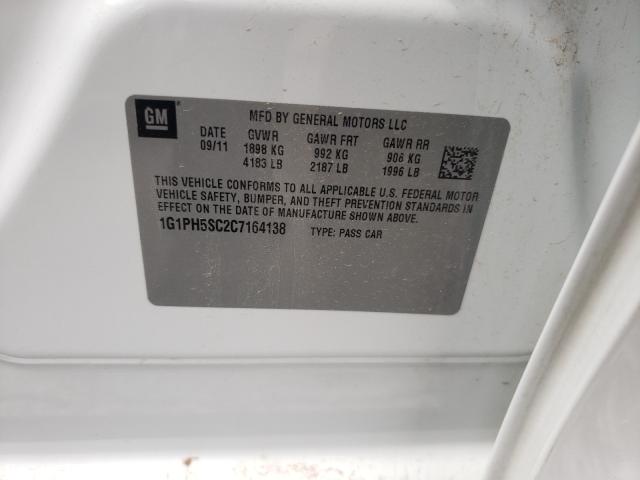 GM
MFD BY GENERAL MOTORS LLC
DATE GVWR GAWR FRT GAWR RR
09/11 1898 KG 992 KG 906 KG
4183 LB 2187 LB 1996 LB
THIS VEHICLE CONFORMS TO ALL APPLICABLE U.S. FEDERAL MOTOR
VEHICLE SAFETY, BUMPER, AND THEFT PREVENTION STANDARDS IN
EFFECT ON THE DATE OF MANUFACTURE SHOWN ABOVE.
1G1PH5SC2C7164138 TYPE: PASS CAR